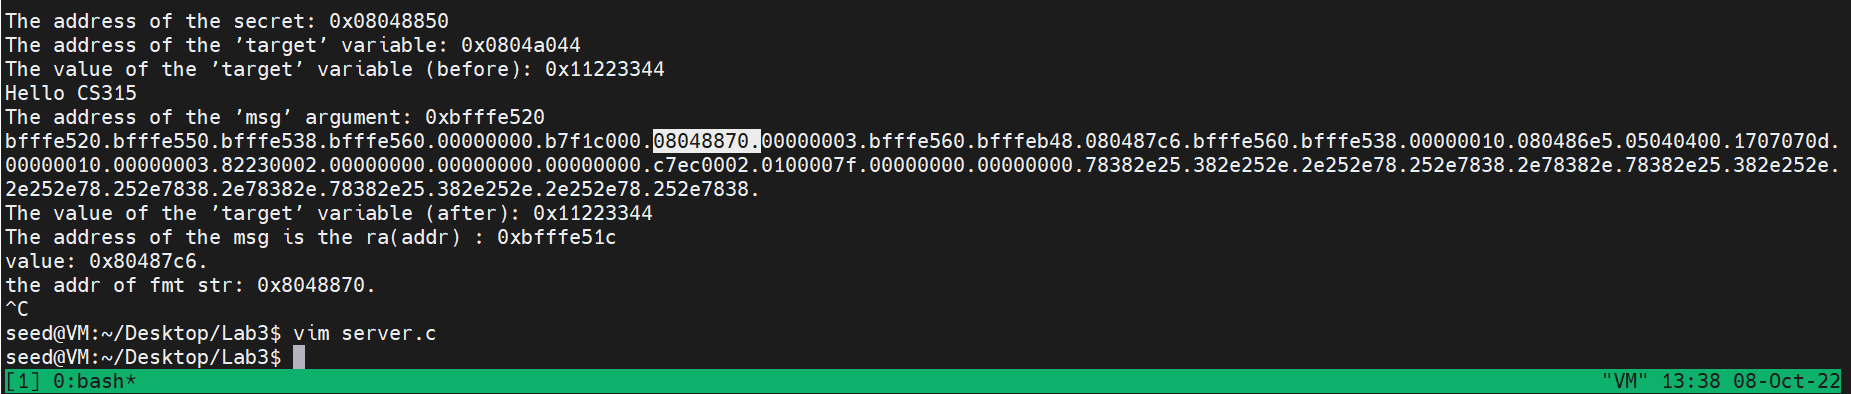 The address of the secret: 0x08048850
The address of the ’target’ variable: 0x0804a044
The value of the ’target’ variable (before): 0x11223344
Hello CS315
The address of the ’msg’ argument: 0xbfffe520
bfffe520.bfffe550.bfffe538.bfffe560.00000000.b7f1c000.08048870.00000003.bfffe560.bfffeb48.080487c6.bfffe560.bfffe538.00000010.080486e5.05040400.1707070d.
00000010.00000003.82230002.00000000.00000000.00000000.c7ec0002.0100007f.00000000.00000000.78382e25.382e252e.2e252e78.252e7838.2e78382e.78382e25.382e252e.
2e252e78.252e7838.2e78382e.78382e25.382e252e.2e252e78.252e7838.
The value of the ’target’ variable (after): 0x11223344
The address of the msg is the ra(addr) : 0xbfffe51c
value: 0x80487c6.
the addr of fmt str: 0x8048870.
^C
seed@VM:~/Desktop/Lab3$ vim server.c
seed@VM:~/Desktop/Lab3$
[1] 0:bash* "VM" 13:38 08-Oct-22